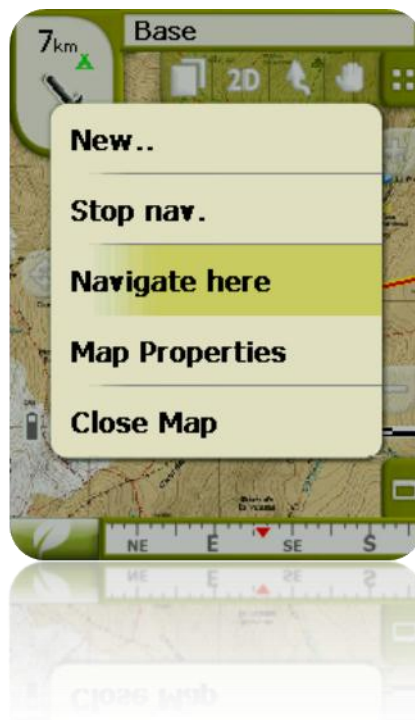 7km
Base
2D
New..
Stop nav.
Navigate here
Map Properties
Close Map
NE E SE S